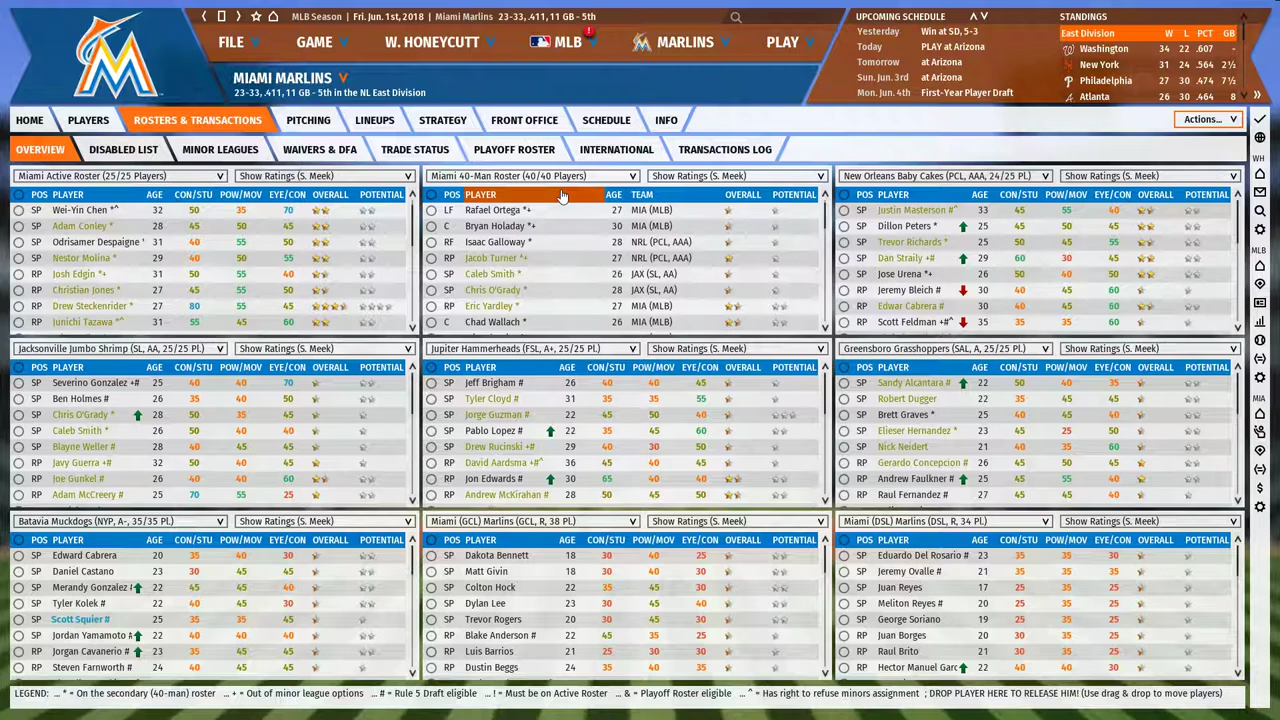 MLB Season | Fri. Jun. 1st, 2018 | Miami Marlins 23-33, .411, 11 GB - 5th
FILE GAME W. HONEYCUTT MLB MARLINS PLAY
MIAMI MARLINS
23-33, .411, 11 GB - 5th in the NL East Division
UPCOMING SCHEDULE
Yesterday Win at SD, 5-3
Today PLAY at Arizona
Tomorrow at Arizona
Sun. Jun. 3rd at Arizona
Mon. Jun. 4th First-Year Player Draft
STANDINGS
East Division W L PCT GB
Washington 34 22 .607 -
New York 31 24 .564 2½
Philadelphia 27 30 .474 7½
Atlanta 26 30 .464 8
HOME PLAYERS ROSTERS & TRANSACTIONS PITCHING LINEUPS STRATEGY FRONT OFFICE SCHEDULE INFO Actions...
OVERVIEW DISABLED LIST MINOR LEAGUES WAIVERS & DFA TRADE STATUS PLAYOFF ROSTER INTERNATIONAL TRANSACTIONS LOG
Miami Active Roster (25/25 Players) Show Ratings (S. Meek)
POS PLAYER AGE CON/STU POW/MOV EYE/CON OVERALL POTENTIAL
SP Wei-Yin Chen *^ 32 50 35 70
SP Adam Conley * 28 45 50 45
SP Odrisamer Despaigne * 31 40 55 50
SP Nestor Molina * 29 40 50 55
RP Josh Edgin *+ 31 50 55 40
RP Christian Jones * 27 40 50 50
RP Drew Steckenrider * 27 80 55 45
RP Junichi Tazawa *^ 31 55 45 60
Miami 40-Man Roster (40/40 Players) Show Ratings (S. Meek)
POS PLAYER AGE TEAM OVERALL POTENTIAL
LF Rafael Ortega *+ 27 MIA (MLB)
C Bryan Holaday *+ 30 MIA (MLB)
RF Isaac Galloway * 28 NRL (PCL, AAA)
RP Jacob Turner *+ 27 NRL (PCL, AAA)
SP Caleb Smith * 26 JAX (SL, AA)
SP Chris O'Grady * 28 JAX (SL, AA)
RP Eric Yardley * 27 MIA (MLB)
C Chad Wallach * 26 MIA (MLB)
New Orleans Baby Cakes (PCL, AAA, 24/25 Pl.) Show Ratings (S. Meek)
POS PLAYER AGE CON/STU POW/MOV EYE/CON OVERALL POTENTIAL
SP Justin Masterson #^ 33 45 55 40
SP Dillon Peters * 25 45 50 45
SP Trevor Richards * 25 50 45 55
SP Dan Straily +# 29 60 30 45
SP Jose Urena *+ 26 50 40 50
RP Jeremy Bleich # 30 40 45 60
RP Edwar Cabrera # 30 40 45 60
RP Scott Feldman +#^ 35 35 35 60
Jacksonville Jumbo Shrimp (SL, AA, 25/25 Pl.) Show Ratings (S. Meek)
POS PLAYER AGE CON/STU POW/MOV EYE/CON OVERALL POTENTIAL
SP Severino Gonzalez +# 25 40 40 70
SP Ben Holmes # 26 35 40 50
SP Chris O'Grady * 28 50 35 45
SP Caleb Smith * 26 50 40 40
SP Blayne Weller # 28 40 40 45
RP Javy Guerra +# 32 50 40 45
RP Joe Gunkel # 26 40 40 60
RP Adam McCreery # 25 70 55 25
Jupiter Hammerheads (FSL, A+, 25/25 Pl.) Show Ratings (S. Meek)
POS PLAYER AGE CON/STU POW/MOV EYE/CON OVERALL POTENTIAL
SP Jeff Brigham # 26 40 40 45
SP Tyler Cloyd # 31 35 35 55
SP Jorge Guzman # 22 45 50 40
SP Pablo Lopez # 22 35 45 60
SP Drew Rucinski +# 29 40 30 50
RP David Aardsma +#^ 36 45 40 45
RP Jon Edwards # 30 65 40 40
RP Andrew McKirahan # 28 50 45 50
Greensboro Grasshoppers (SAL, A, 25/25 Pl.) Show Ratings (S. Meek)
POS PLAYER AGE CON/STU POW/MOV EYE/CON OVERALL POTENTIAL
SP Sandy Alcantara # 22 50 40 35
SP Robert Dugger 22 40 45 40
SP Brett Graves * 25 40 45 40
SP Elieser Hernandez * 23 45 25 50
SP Nick Neidert 21 40 35 60
RP Gerardo Concepcion # 26 45 45 40
RP Andrew Faulkner # 25 45 55 40
RP Raul Fernandez # 27 45 40 50
Batavia Muckdogs (NYP, A-, 35/35 Pl.) Show Ratings (S. Meek)
POS PLAYER AGE CON/STU POW/MOV EYE/CON OVERALL POTENTIAL
SP Edward Cabrera 20 35 40 30
SP Daniel Castano 23 30 45 45
SP Merandy Gonzalez 22 45 45 40
SP Tyler Kolek # 22 40 45 30
SP Scott Squier # 25 35 35 45
RP Jordan Yamamoto # 22 40 40 40
RP Jorgan Cavanerio # 23 35 45 45
RP Steven Farnworth # 24 40 45 45
Miami (GCL) Marlins (GCL, R, 38 Pl.) Show Ratings (S. Meek)
POS PLAYER AGE CON/STU POW/MOV EYE/CON OVERALL POTENTIAL
SP Dakota Bennett 18 30 40 25
SP Matt Givin 18 30 40 30
SP Colton Hock 22 35 45 30
SP Dylan Lee 23 30 45 40
SP Trevor Rogers 20 30 45 30
RP Blake Anderson # 22 45 35 25
RP Luis Barrios 21 25 30 30
RP Dustin Beggs 24 35 40 35
Miami (DSL) Marlins (DSL, R, 34 Pl.) Show Ratings (S. Meek)
POS PLAYER AGE CON/STU POW/MOV EYE/CON OVERALL POTENTIAL
SP Eduardo Del Rosario # 23 35 35 30
SP Jeremy Ovalle # 21 35 35 35
SP Juan Reyes 17 25 35 30
SP Meliton Reyes # 20 25 35 35
SP George Soriano 19 25 35 30
RP Juan Borges 20 30 35 25
RP Raul Brito 21 30 35 25
RP Hector Manuel Garc 22 40 40 30
LEGEND: ... * = On the secondary (40-man) roster ... + = Out of minor league options ... # = Rule 5 Draft eligible ... ! = Must be on Active Roster ... & = Playoff Roster eligible ... ^ = Has right to refuse minors assignment ; DROP PLAYER HERE TO RELEASE HIM! (Use drag & drop to move players)
WH
MLB
MIA